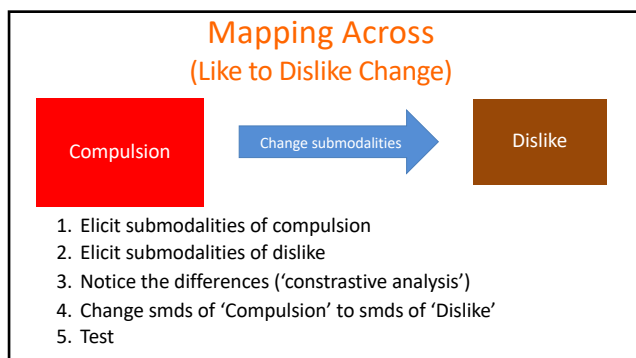 Mapping Across
(Like to Dislike Change)
Compulsion
Change submodalities
Dislike
1. Elicit submodalities of compulsion
2. Elicit submodalities of dislike
3. Notice the differences (‘constrastive analysis’)
4. Change smds of ‘Compulsion’ to smds of ‘Dislike’
5. Test